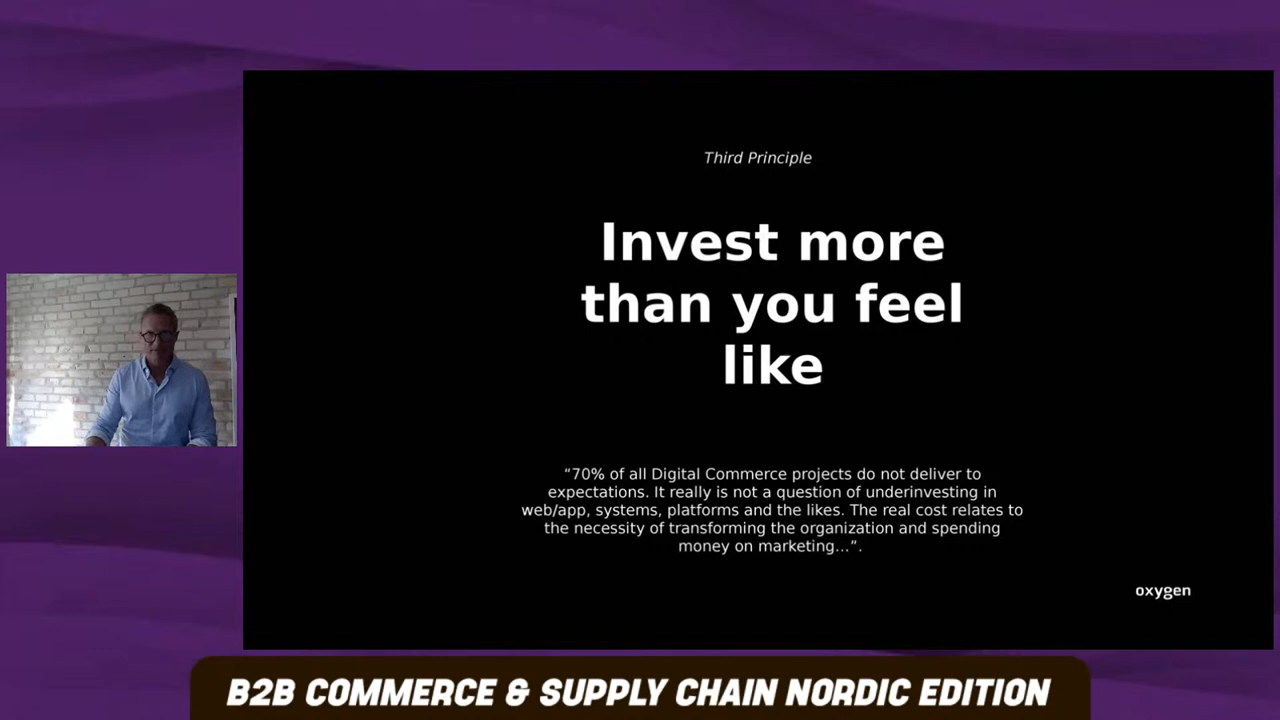 Third Principle
Invest more
than you feel
like
“70% of all Digital Commerce projects do not deliver to
expectations. It really is not a question of underinvesting in
web/app, systems, platforms and the likes. The real cost relates to
the necessity of transforming the organization and spending
money on marketing…”.
oxygen
B2B COMMERCE & SUPPLY CHAIN NORDIC EDITION